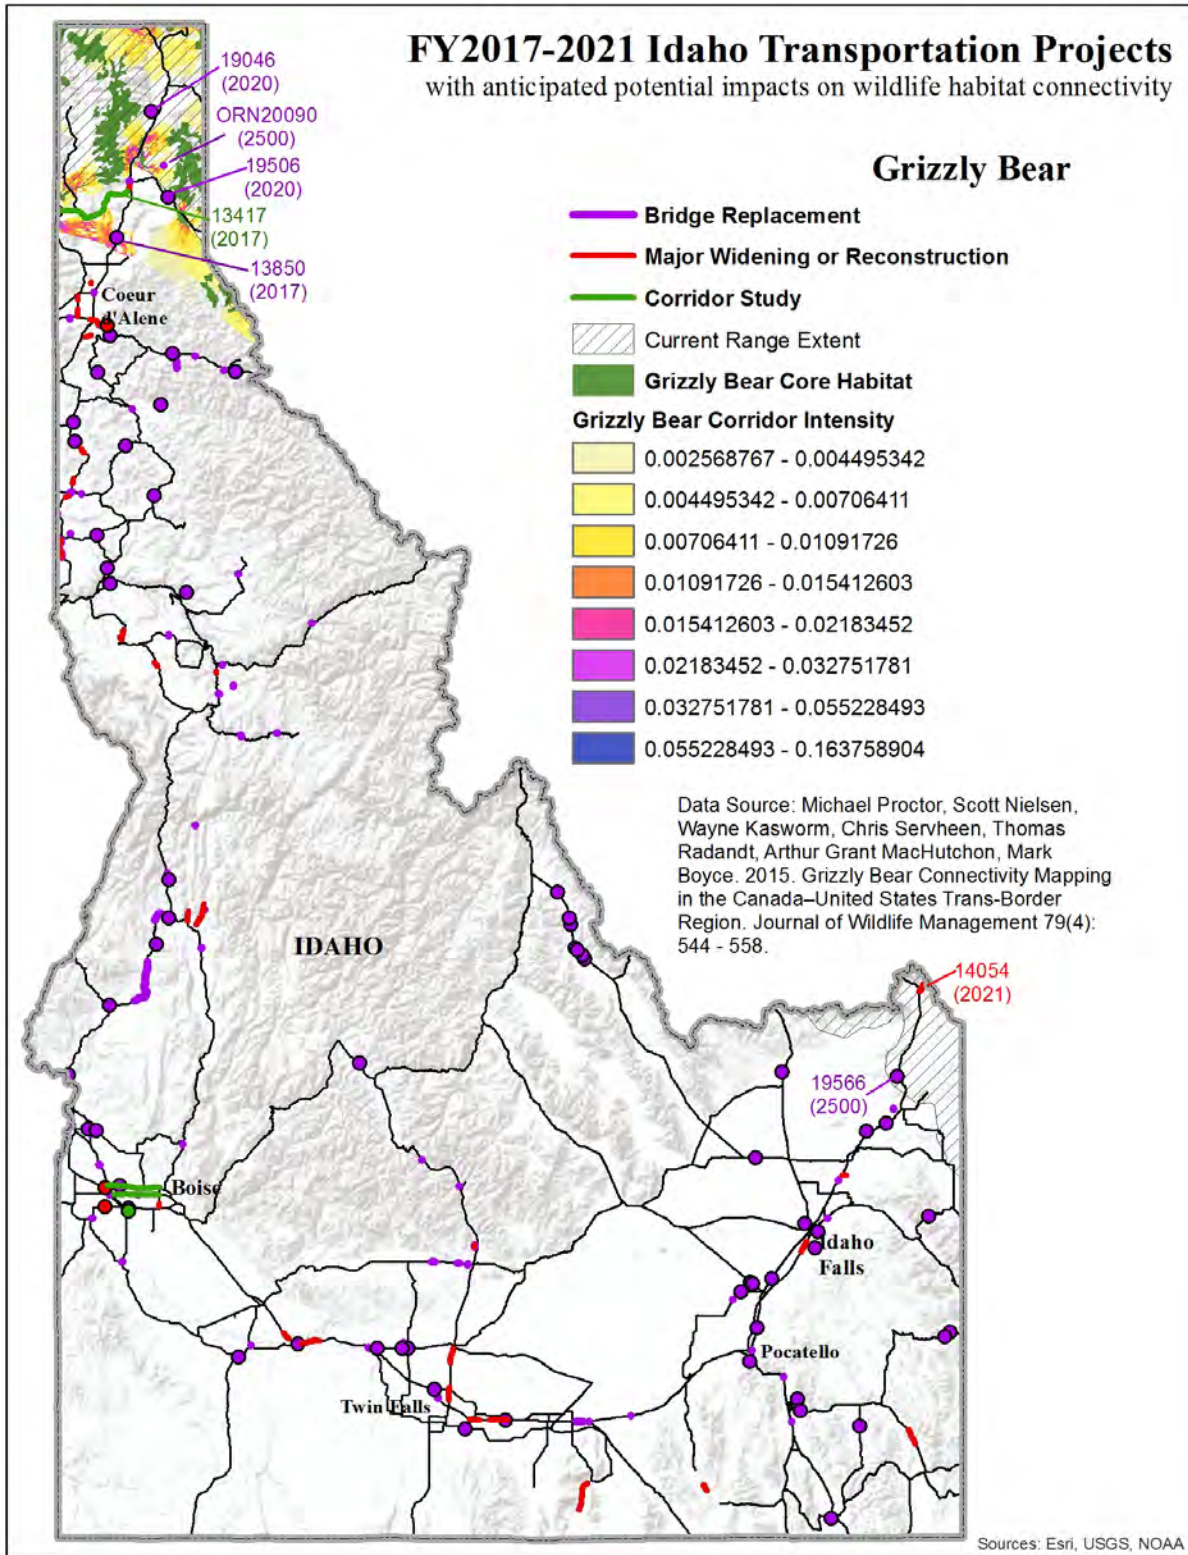 FY2017-2021 Idaho Transportation Projects
with anticipated potential impacts on wildlife habitat connectivity
19046
(2020)
ORN20090
(2500)
19506
(2020)
13417
(2017)
13850
(2017)
Grizzly Bear
Bridge Replacement
Major Widening or Reconstruction
Corridor Study
Current Range Extent
Grizzly Bear Core Habitat
Grizzly Bear Corridor Intensity
0.002568767 - 0.004495342
0.004495342 - 0.00706411
0.00706411 - 0.01091726
0.01091726 - 0.015412603
0.015412603 - 0.02183452
0.02183452 - 0.032751781
0.032751781 - 0.055228493
0.055228493 - 0.163758904
Data Source: Michael Proctor, Scott Nielsen,
Wayne Kasworm, Chris Servheen, Thomas
Radandt, Arthur Grant MacHutchon, Mark
Boyce. 2015. Grizzly Bear Connectivity Mapping
in the Canada–United States Trans-Border
Region. Journal of Wildlife Management 79(4):
544 - 558.
Coeur
d'Alene
IDAHO
14054
(2021)
19566
(2500)
Boise
Idaho
Falls
Pocatello
Twin Falls
Sources: Esri, USGS, NOAA